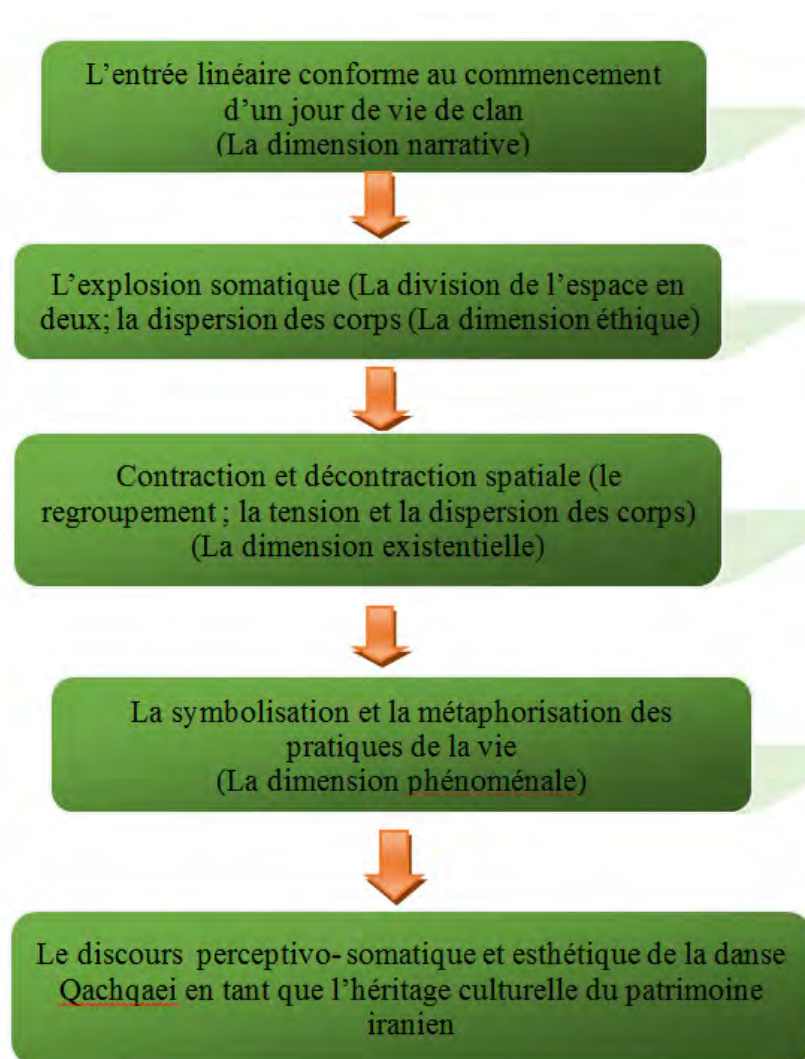 L’entrée linéaire conforme au commencement
d’un jour de vie de clan
(La dimension narrative)
L’explosion somatique (La division de l’espace en
deux; la dispersion des corps (La dimension éthique)
Contraction et décontraction spatiale (le
regroupement ; la tension et la dispersion des corps)
(La dimension existentielle)
La symbolisation et la métaphorisation des
pratiques de la vie
(La dimension phénoménale)
Le discours perceptivo- somatique et esthétique de la danse
Qachqaei en tant que l’héritage culturelle du patrimoine
iranien